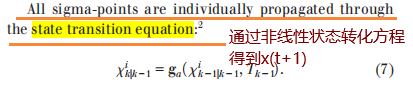 All sigma-points are individually propagated through
the state transition equation:²
通过非线性状态转化方程
得到x(t+1)
χ^i_{k|k−1} = g_a(χ^i_{k−1|k−1}, T_{k−1}). (7)